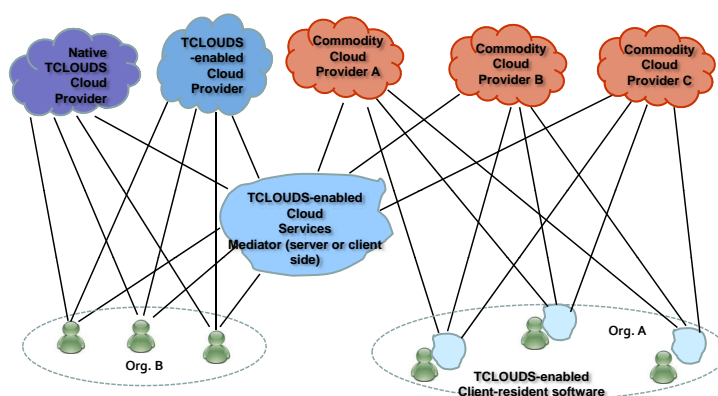 Native
TCLOUDS
Cloud
Provider
TCLOUDS
-enabled
Cloud
Provider
Commodity
Cloud
Provider A
Commodity
Cloud
Provider B
Commodity
Cloud
Provider C
TCLOUDS-enabled
Cloud
Services
Mediator (server or client
side)
Org. B
Org. A
TCLOUDS-enabled
Client-resident software